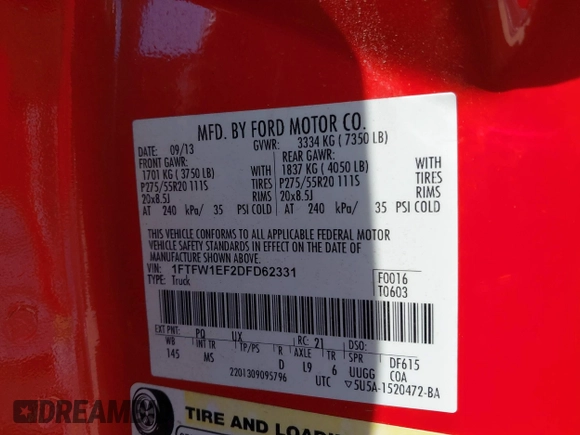 MFD. BY FORD MOTOR CO.
DATE: 09/13 GVWR: 3334 KG ( 7350 LB)
FRONT GAWR: REAR GAWR:
1701 KG ( 3750 LB) WITH 1837 KG ( 4050 LB) WITH
P275/55R20 111S TIRES P275/55R20 111S TIRES
20x8.5J RIMS 20x8.5J RIMS
AT 240 kPa/ 35 PSI COLD AT 240 kPa/ 35 PSI COLD
THIS VEHICLE CONFORMS TO ALL APPLICABLE FEDERAL MOTOR
VEHICLE SAFETY STANDARDS IN EFFECT ON THE DATE OF
MANUFACTURE SHOWN ABOVE.
VIN: 1FTFW1EF2DFD62331
TYPE: Truck
F0016
T0603
EXT PNT: PQ UX RC: 21 DSO:
WB INT TR TP/PS R AXLE TR SPR DF615
145 MS D L9 6 UUGG COA
2201309095796 UTC 5U5A-1520472-BA
TIRE AND LOADI
DREAM